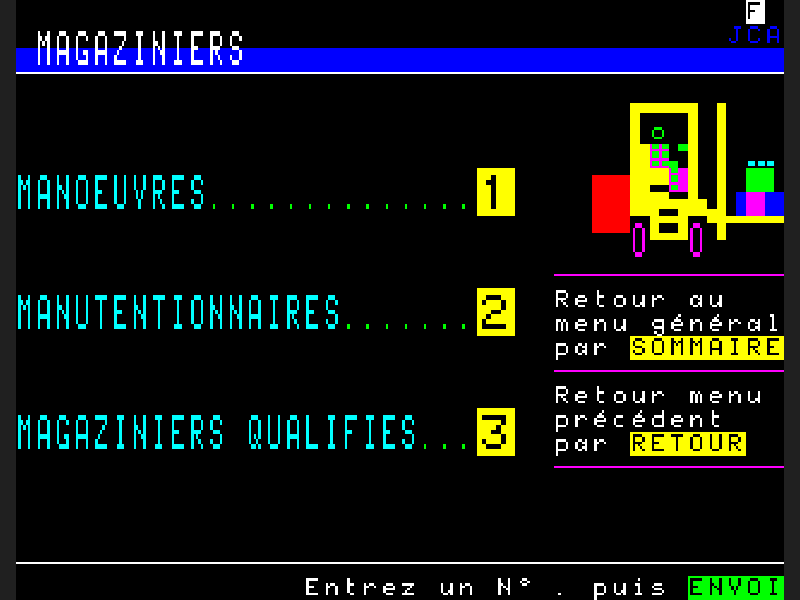 F
JCA
MAGAZINIERS
MANOEUVRES..............1
MANUTENTIONNAIRES.......2
MAGAZINIERS QUALIFIES...3
Retour au
menu général
par SOMMAIRE
Retour menu
précédent
par RETOUR
Entrez un N° . puis ENVOI